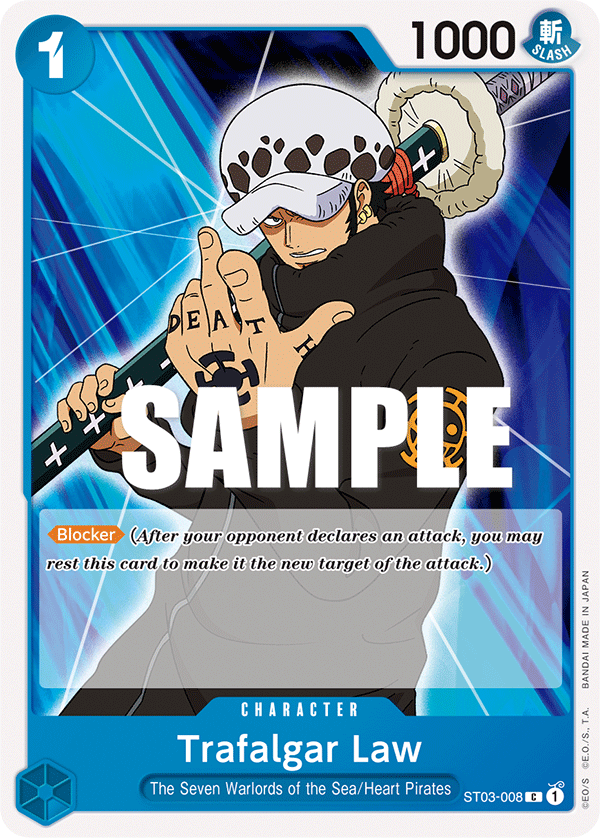 1
1000
斬
SLASH
DEATH
SAMPLE
Blocker (After your opponent declares an attack, you may
rest this card to make it the new target of the attack.)
CHARACTER
Trafalgar Law
The Seven Warlords of the Sea/Heart Pirates
ST03-008 C 1
©E.O/S ©E.O./S., T.A. BANDAI MADE IN JAPAN